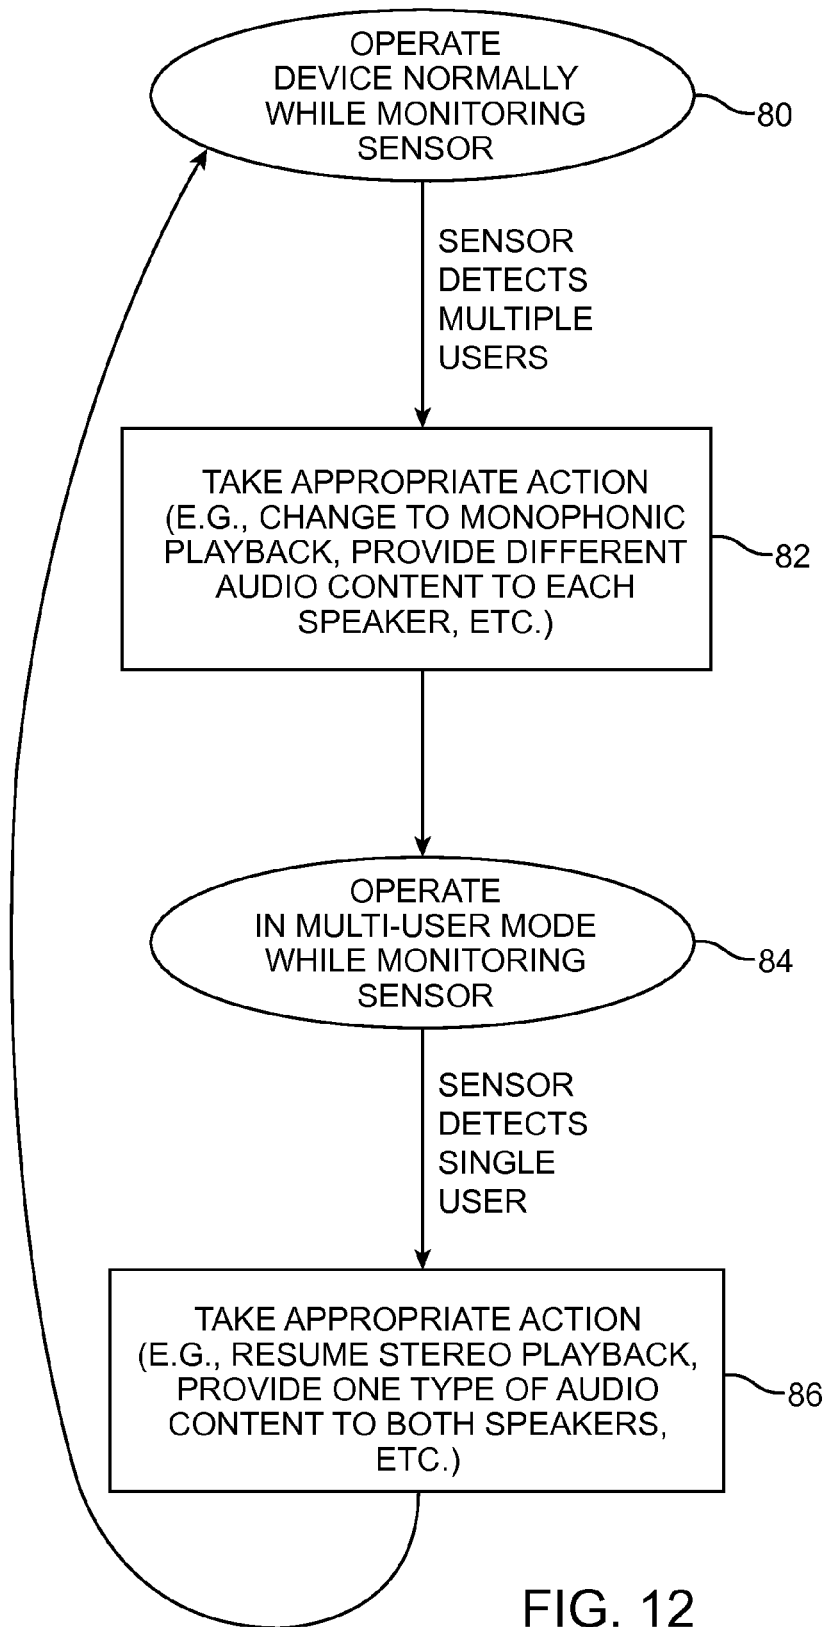 OPERATE
DEVICE NORMALLY
WHILE MONITORING
SENSOR
80
SENSOR
DETECTS
MULTIPLE
USERS
TAKE APPROPRIATE ACTION
(E.G., CHANGE TO MONOPHONIC
PLAYBACK, PROVIDE DIFFERENT
AUDIO CONTENT TO EACH
SPEAKER, ETC.)
82
OPERATE
IN MULTI-USER MODE
WHILE MONITORING
SENSOR
84
SENSOR
DETECTS
SINGLE
USER
TAKE APPROPRIATE ACTION
(E.G., RESUME STEREO PLAYBACK,
PROVIDE ONE TYPE OF AUDIO
CONTENT TO BOTH SPEAKERS,
ETC.)
86
FIG. 12